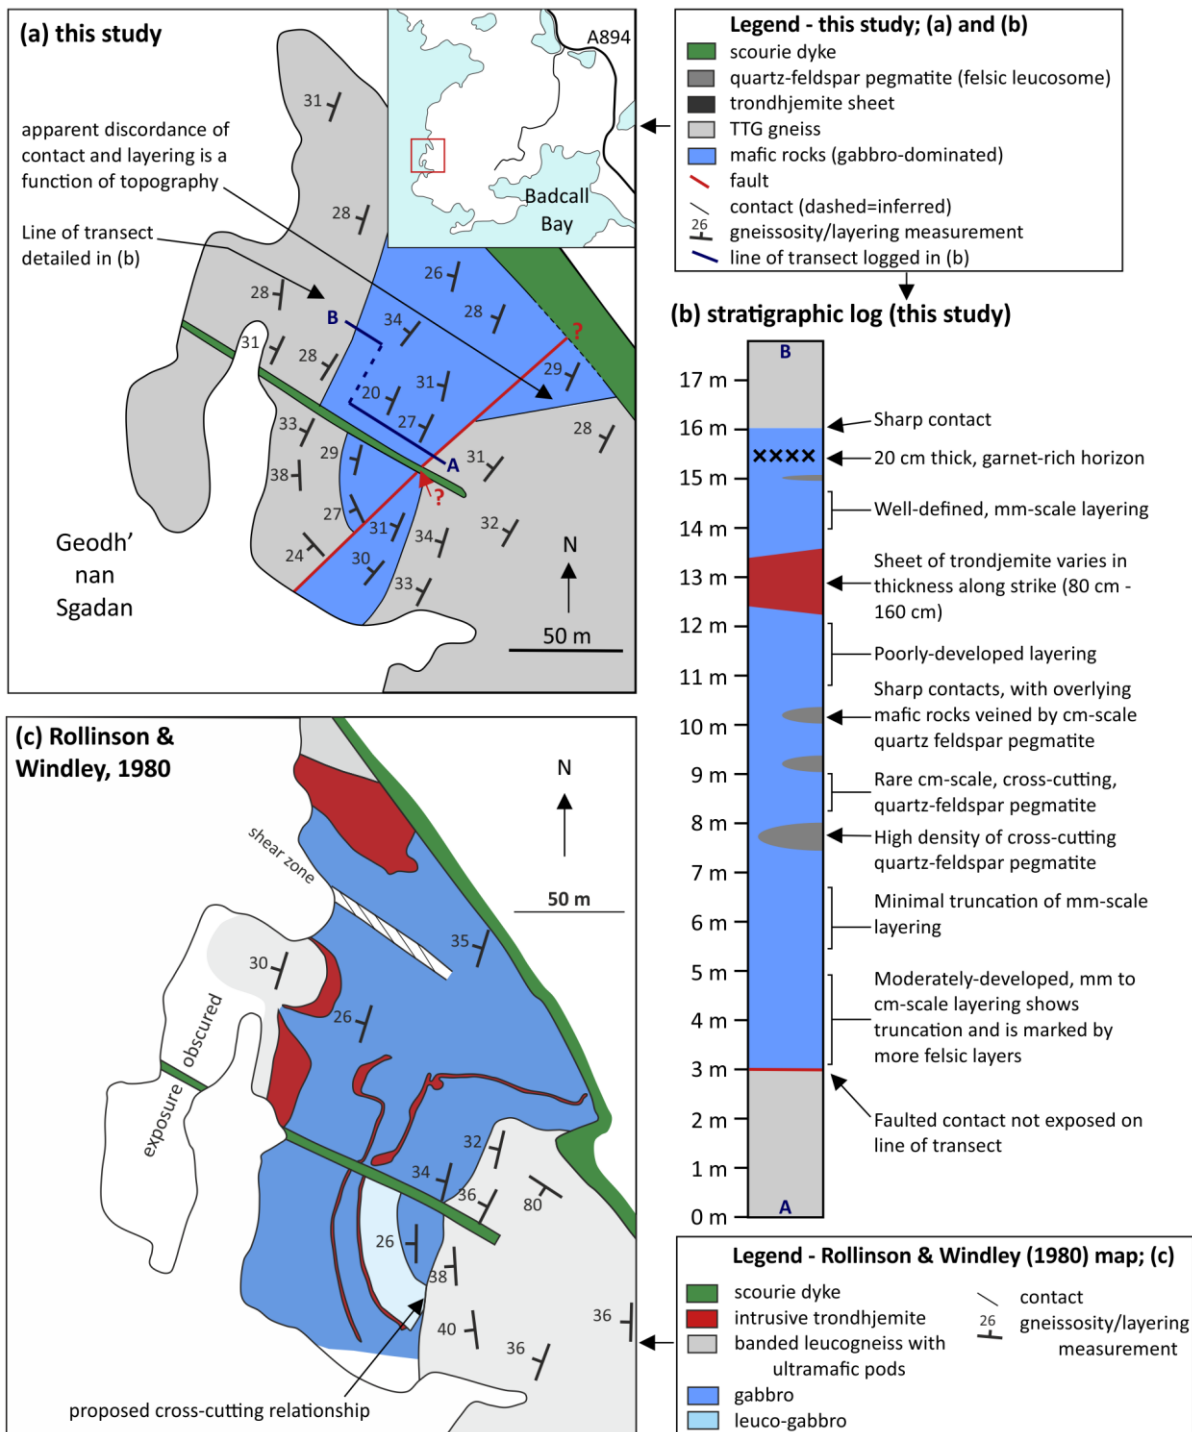 (a) this study
A894
Badcall
Bay
apparent discordance of
contact and layering is a
function of topography
Line of transect
detailed in (b)
31
28
28
26
28
34
B
31
28
20
31
27
29
?
28
33
38
29
A
?
31
27
31
34
32
24
30
33
Geodh'
nan
Sgadan
N
50 m
Legend - this study; (a) and (b)
scourie dyke
quartz-feldspar pegmatite (felsic leucosome)
trondhjemite sheet
TTG gneiss
mafic rocks (gabbro-dominated)
fault
contact (dashed=inferred)
26
gneissosity/layering measurement
line of transect logged in (b)
(b) stratigraphic log (this study)
B
17 m
16 m
15 m
14 m
13 m
12 m
11 m
10 m
9 m
8 m
7 m
6 m
5 m
4 m
3 m
2 m
1 m
0 m
A
Sharp contact
20 cm thick, garnet-rich horizon
Well-defined, mm-scale layering
Sheet of trondjemite varies in
thickness along strike (80 cm -
160 cm)
Poorly-developed layering
Sharp contacts, with overlying
mafic rocks veined by cm-scale
quartz feldspar pegmatite
Rare cm-scale, cross-cutting,
quartz-feldspar pegmatite
High density of cross-cutting
quartz-feldspar pegmatite
Minimal truncation of mm-scale
layering
Moderately-developed, mm to
cm-scale layering shows
truncation and is marked by
more felsic layers
Faulted contact not exposed on
line of transect
(c) Rollinson &
Windley, 1980
N
50 m
shear zone
35
30
26
exposure obscured
32
34
36
80
26
38
40
36
36
proposed cross-cutting relationship
Legend - Rollinson & Windley (1980) map; (c)
scourie dyke
intrusive trondhjemite
banded leucogneiss with
ultramafic pods
gabbro
leuco-gabbro
contact
26
gneissosity/layering
measurement